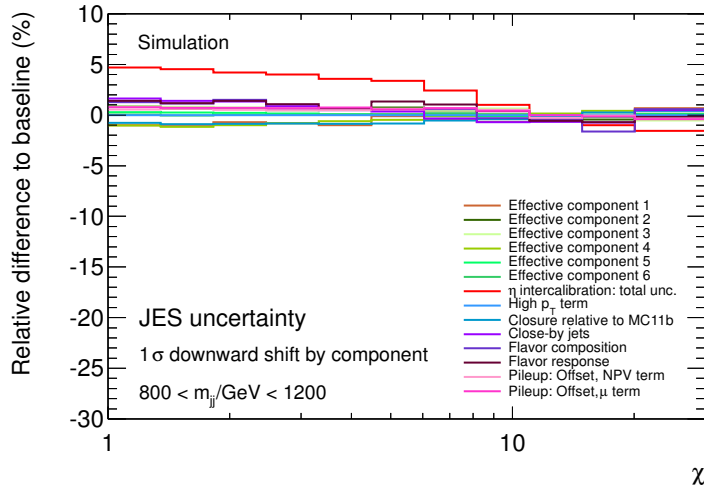 Relative difference to baseline (%)
10
5
0
-5
-10
-15
-20
-25
-30
Simulation
Effective component 1
Effective component 2
Effective component 3
Effective component 4
Effective component 5
Effective component 6
η intercalibration: total unc.
High p_T term
Closure relative to MC11b
Close-by jets
Flavor composition
Flavor response
Pileup: Offset, NPV term
Pileup: Offset,μ term
JES uncertainty
1 σ downward shift by component
800 < m_jj/GeV < 1200
1
10
χ